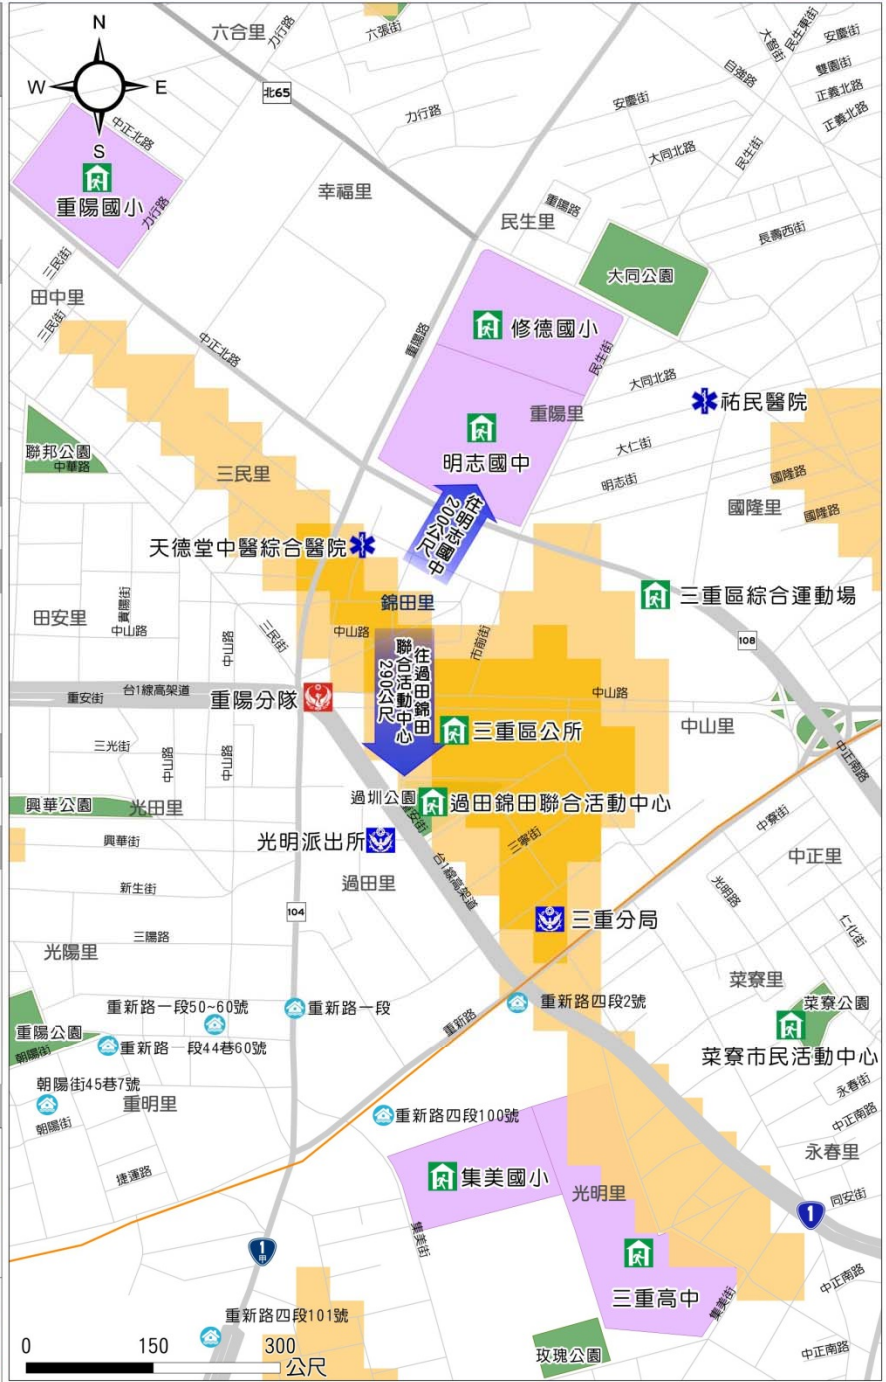 六合里
力行路
六張街
大智街
民生東街
安慶街
雙園街
正義北路
正義北路
自強路
N
W
E
S
北65
力行路
安慶街
大同北路
民生街
中正北路
重陽國小
力行路
幸福里
重陽路
民生里
長壽西街
三民街
田中里
三民街
大同公園
中正北路
重陽路
修德國小
民生街
大同北路
祐民醫院
重陽里
聯邦公園
中華路
三民里
明志國中
大仁街
明志街
國隆路
國隆里
國隆路
往明志國中
200公尺
天德堂中醫綜合醫院
錦田里
三重區綜合運動場
田安里
中山路
三民街
中山路
中山路
市前街
108
往過田錦田
聯合活動中心
290公尺
重安街
台1線高架道
重陽分隊
中山路
中山里
三重區公所
三光街
中山路
中山路
中正南路
興華公園
光田里
過圳公園
過田錦田聯合活動中心
興華街
光明派出所
三寧街
中寮街
中正里
台1線高架道
新生街
過田里
光明路
仁化街
104
三重分局
三陽路
光陽里
菜寮里
重新路一段50~60號
重新路一段
重新路四段2號
菜寮公園
重陽公園
朝陽街
重新路一段44巷60號
重新路
菜寮市民活動中心
朝陽街45巷7號
重明里
朝陽街
重新路四段100號
永春街
中正南路
永春里
捷運路
集美國小
光明里
同安街
1
集美街
1
甲
三重高中
集美街
中正南路
重新路四段101號
玫瑰公園
中正南路
0
150
300
公尺